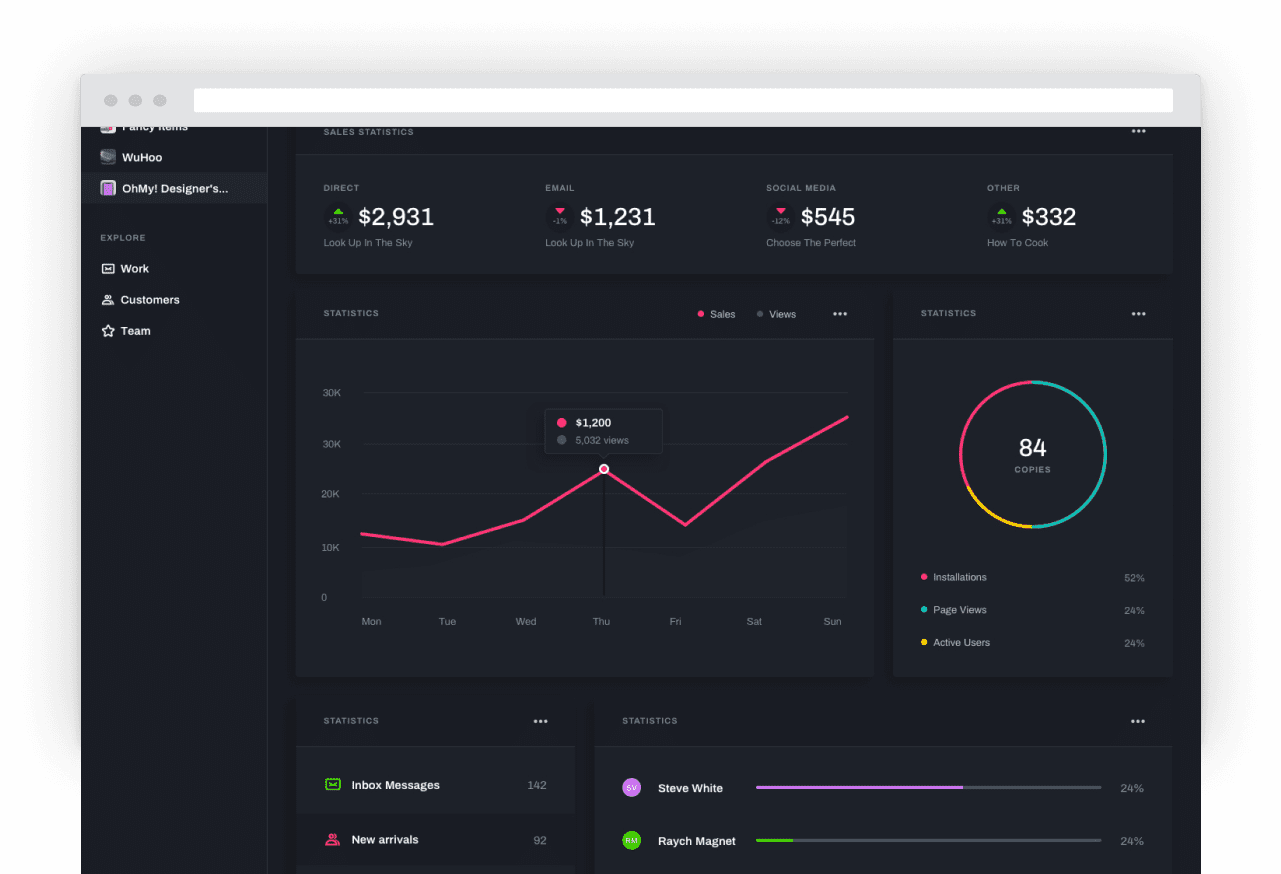 Fancy Items
WuHoo
OhMy! Designer's...
EXPLORE
Work
Customers
Team
SALES STATISTICS
DIRECT
+31%
$2,931
Look Up In The Sky
EMAIL
-1%
$1,231
Look Up In The Sky
SOCIAL MEDIA
-12%
$545
Choose The Perfect
OTHER
+31%
$332
How To Cook
STATISTICS
Sales
Views
30K
30K
20K
10K
0
$1,200
5,032 views
Mon Tue Wed Thu Fri Sat Sun
STATISTICS
84
COPIES
Installations 52%
Page Views 24%
Active Users 24%
STATISTICS
Inbox Messages 142
New arrivals 92
STATISTICS
SV Steve White 24%
RM Raych Magnet 24%